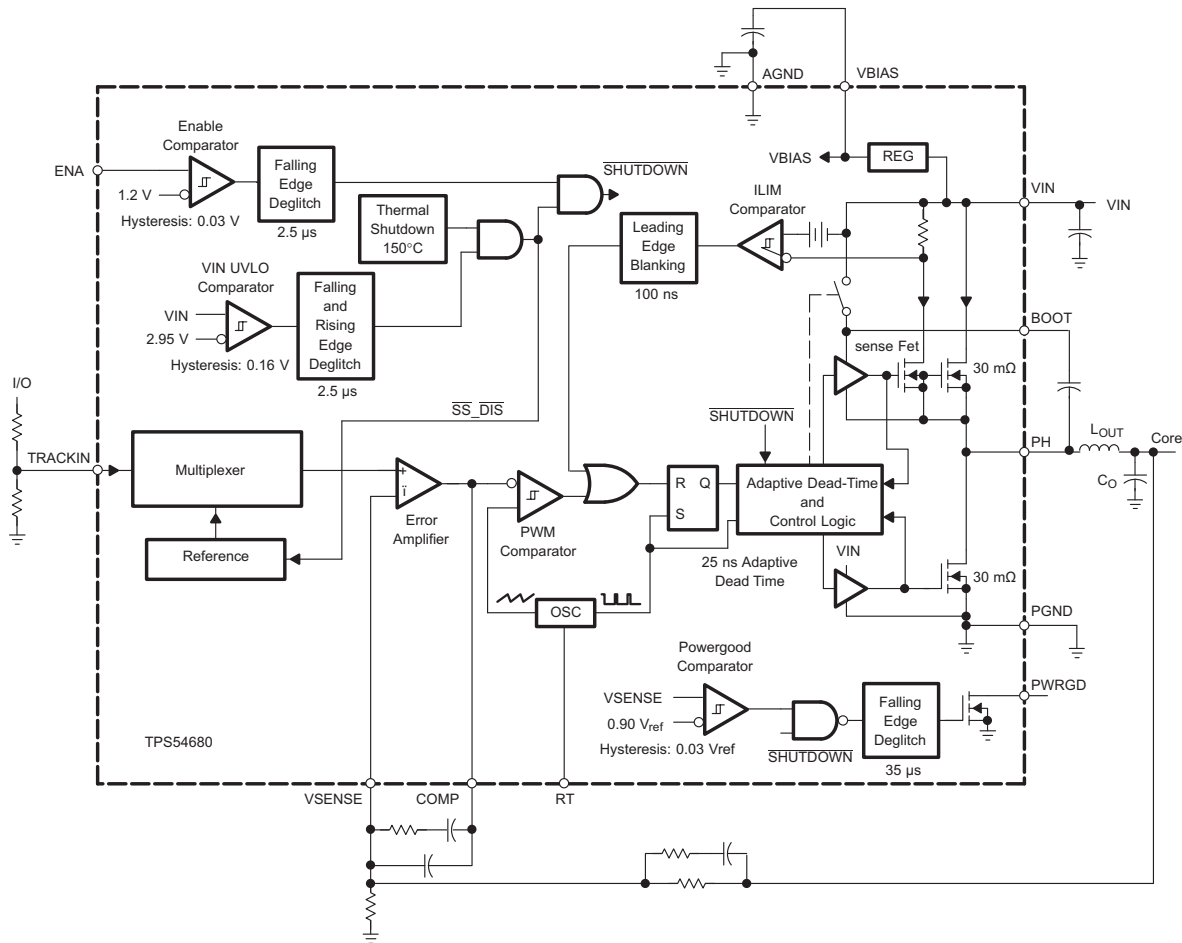 AGND
VBIAS
Enable
Comparator
ENA
1.2 V
Hysteresis: 0.03 V
Falling
Edge
Deglitch
2.5 µs
SHUTDOWN
VBIAS
REG
Thermal
Shutdown
150°C
ILIM
Comparator
Leading
Edge
Blanking
100 ns
VIN
VIN
VIN UVLO
Comparator
VIN
2.95 V
Hysteresis: 0.16 V
Falling
and
Rising
Edge
Deglitch
2.5 µs
BOOT
sense Fet
30 mΩ
I/O
SS_DIS
SHUTDOWN
TRACKIN
Multiplexer
Reference
+
ï
Error
Amplifier
PWM
Comparator
R
Q
S
Adaptive Dead-Time
and
Control Logic
25 ns Adaptive
Dead Time
PH
LOUT
Core
CO
VIN
30 mΩ
OSC
PGND
Powergood
Comparator
VSENSE
0.90 Vref
Hysteresis: 0.03 Vref
SHUTDOWN
Falling
Edge
Deglitch
35 µs
PWRGD
TPS54680
VSENSE
COMP
RT